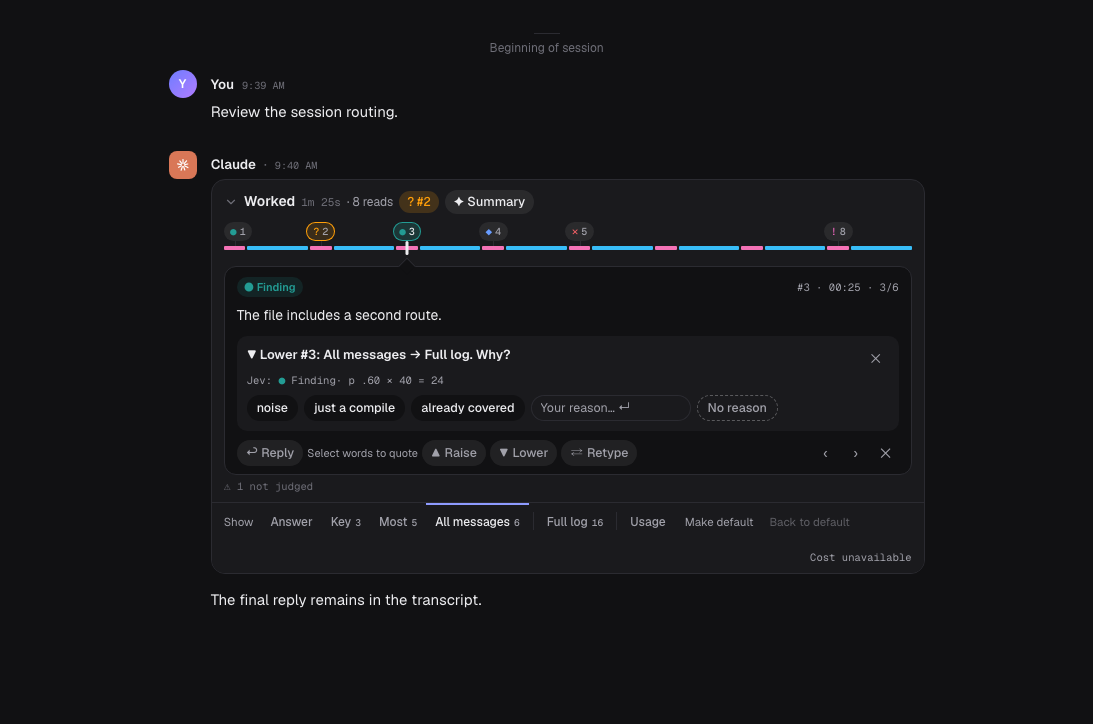 Beginning of session
Y You 9:39 AM
Review the session routing.
Claude · 9:40 AM
Worked 1m 25s · 8 reads ? #2 ✦ Summary
● 1 ? 2 ● 3 ◆ 4 × 5 ! 8
● Finding #3 · 00:25 · 3/6
The file includes a second route.
▼ Lower #3: All messages → Full log. Why? ×
Jev: ● Finding· p .60 × 40 = 24
noise just a compile already covered Your reason… ↵ No reason
↩ Reply Select words to quote ▲ Raise ▼ Lower ⇄ Retype ‹ › ×
⚠ 1 not judged
Show Answer Key 3 Most 5 All messages 6 Full log 16 Usage Make default Back to default
Cost unavailable
The final reply remains in the transcript.